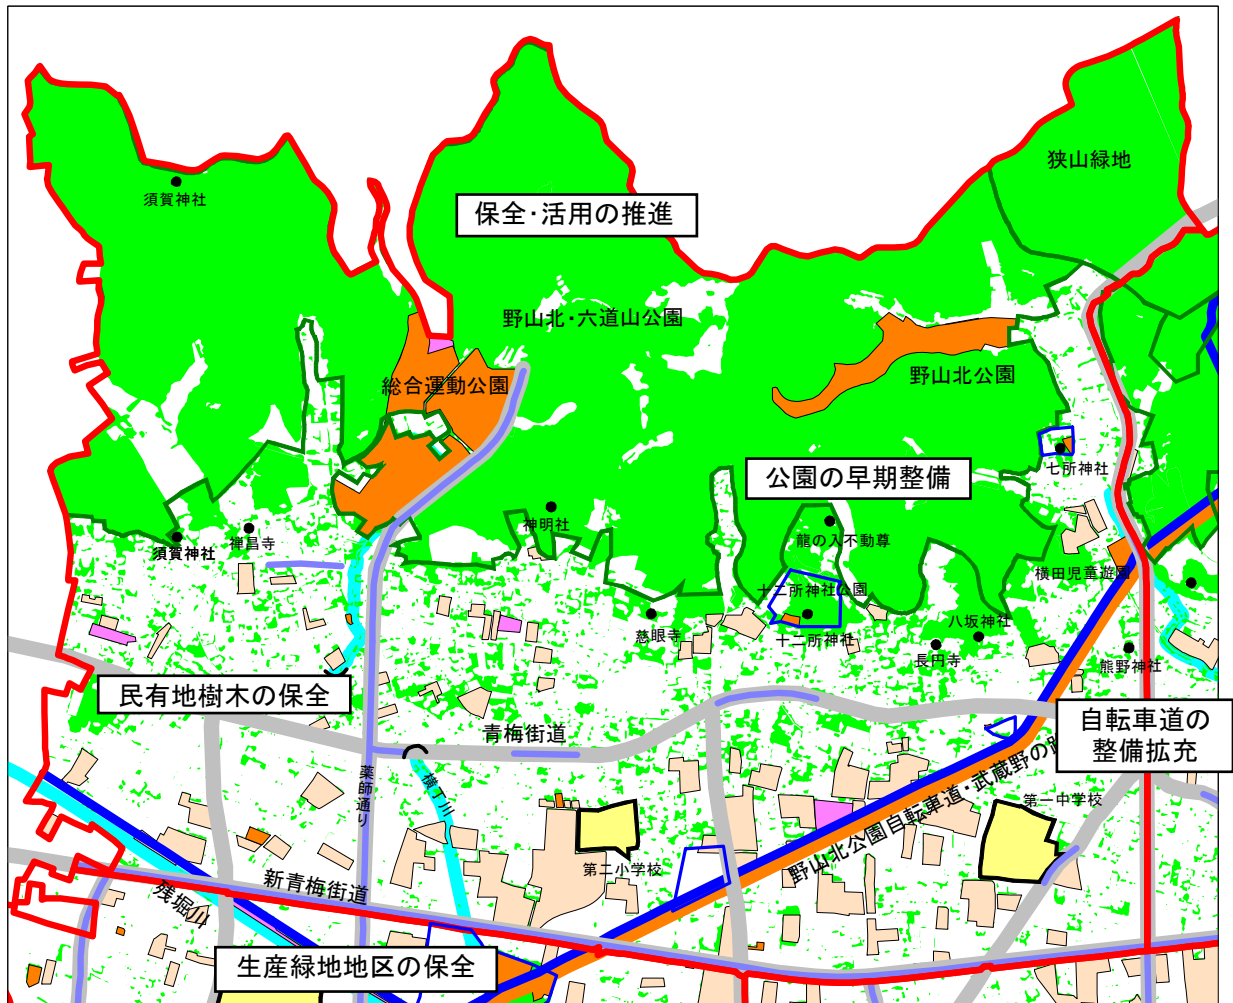 狭山緑地
須賀神社
保全・活用の推進
野山北・六道山公園
総合運動公園
野山北公園
七所神社
公園の早期整備
神明社
禅昌寺
須賀神社
龍の入不動尊
横田児童遊園
十二所神社公園
慈眼寺
十二所神社
八坂神社
長円寺
熊野神社
民有地樹木の保全
青梅街道
自転車道の
整備拡充
薬師通り
横丁川
野山北公園自転車道・武蔵野の路
第一中学校
第二小学校
新青梅街道
残堀川
生産緑地地区の保全